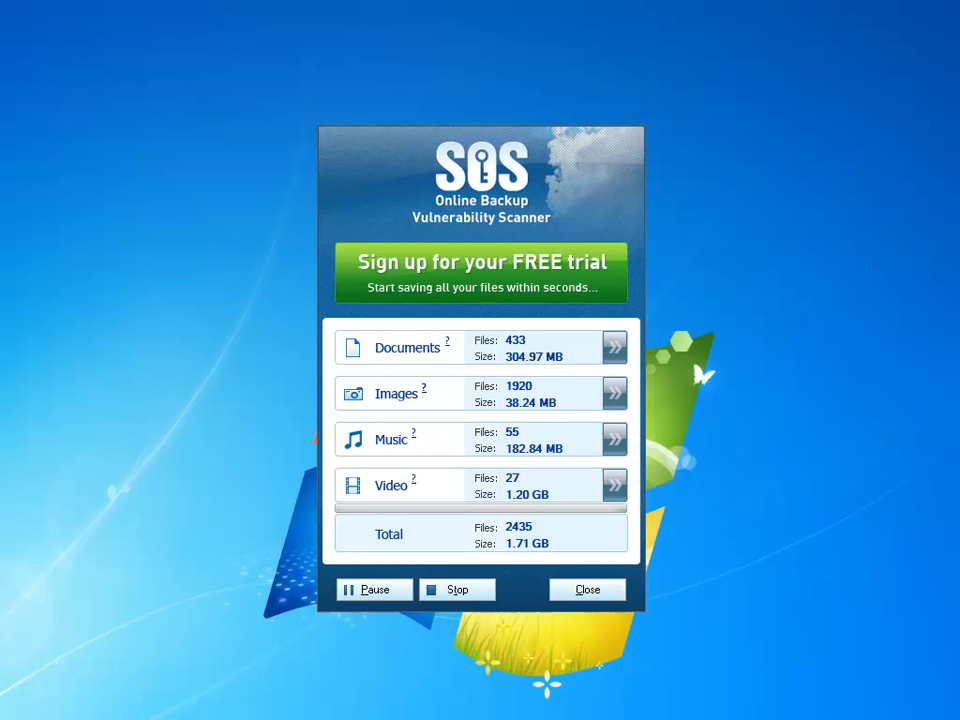 SOS
Online Backup
Vulnerability Scanner
Sign up for your FREE trial
Start saving all your files within seconds...
Documents ? Files: 433
Size: 304.97 MB
Images ? Files: 1920
Size: 38.24 MB
Music ? Files: 55
Size: 182.84 MB
Video ? Files: 27
Size: 1.20 GB
Total Files: 2435
Size: 1.71 GB
Pause Stop Close